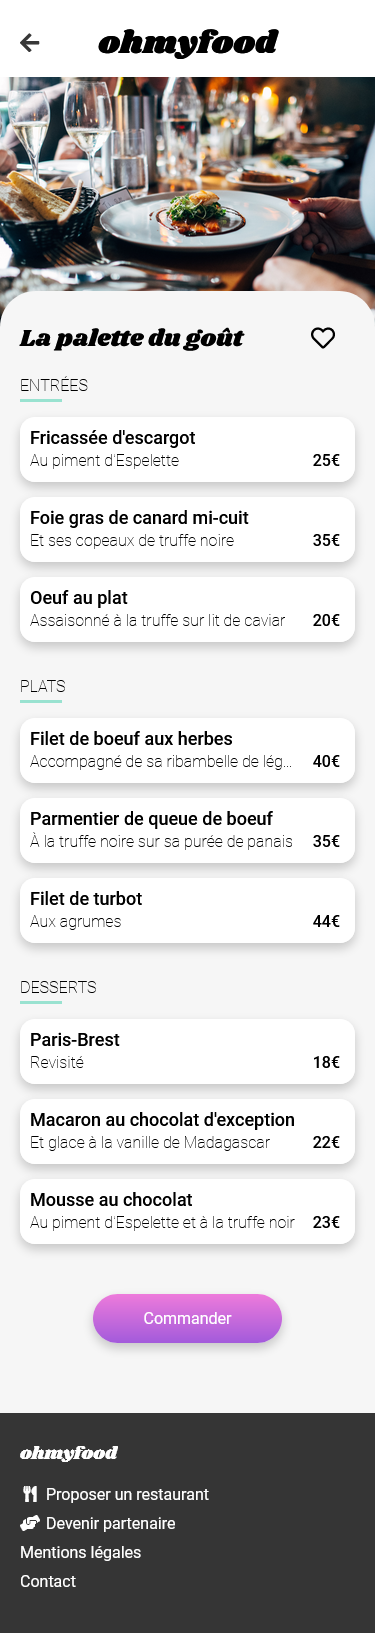 ohmyfood
La palette du goût
ENTRÉES
Fricassée d'escargot
Au piment d'Espelette 25€
Foie gras de canard mi-cuit
Et ses copeaux de truffe noire 35€
Oeuf au plat
Assaisonné à la truffe sur lit de caviar 20€
PLATS
Filet de boeuf aux herbes
Accompagné de sa ribambelle de lég... 40€
Parmentier de queue de boeuf
À la truffe noire sur sa purée de panais 35€
Filet de turbot
Aux agrumes 44€
DESSERTS
Paris-Brest
Revisité 18€
Macaron au chocolat d'exception
Et glace à la vanille de Madagascar 22€
Mousse au chocolat
Au piment d'Espelette et à la truffe noir 23€
Commander
ohmyfood
Proposer un restaurant
Devenir partenaire
Mentions légales
Contact